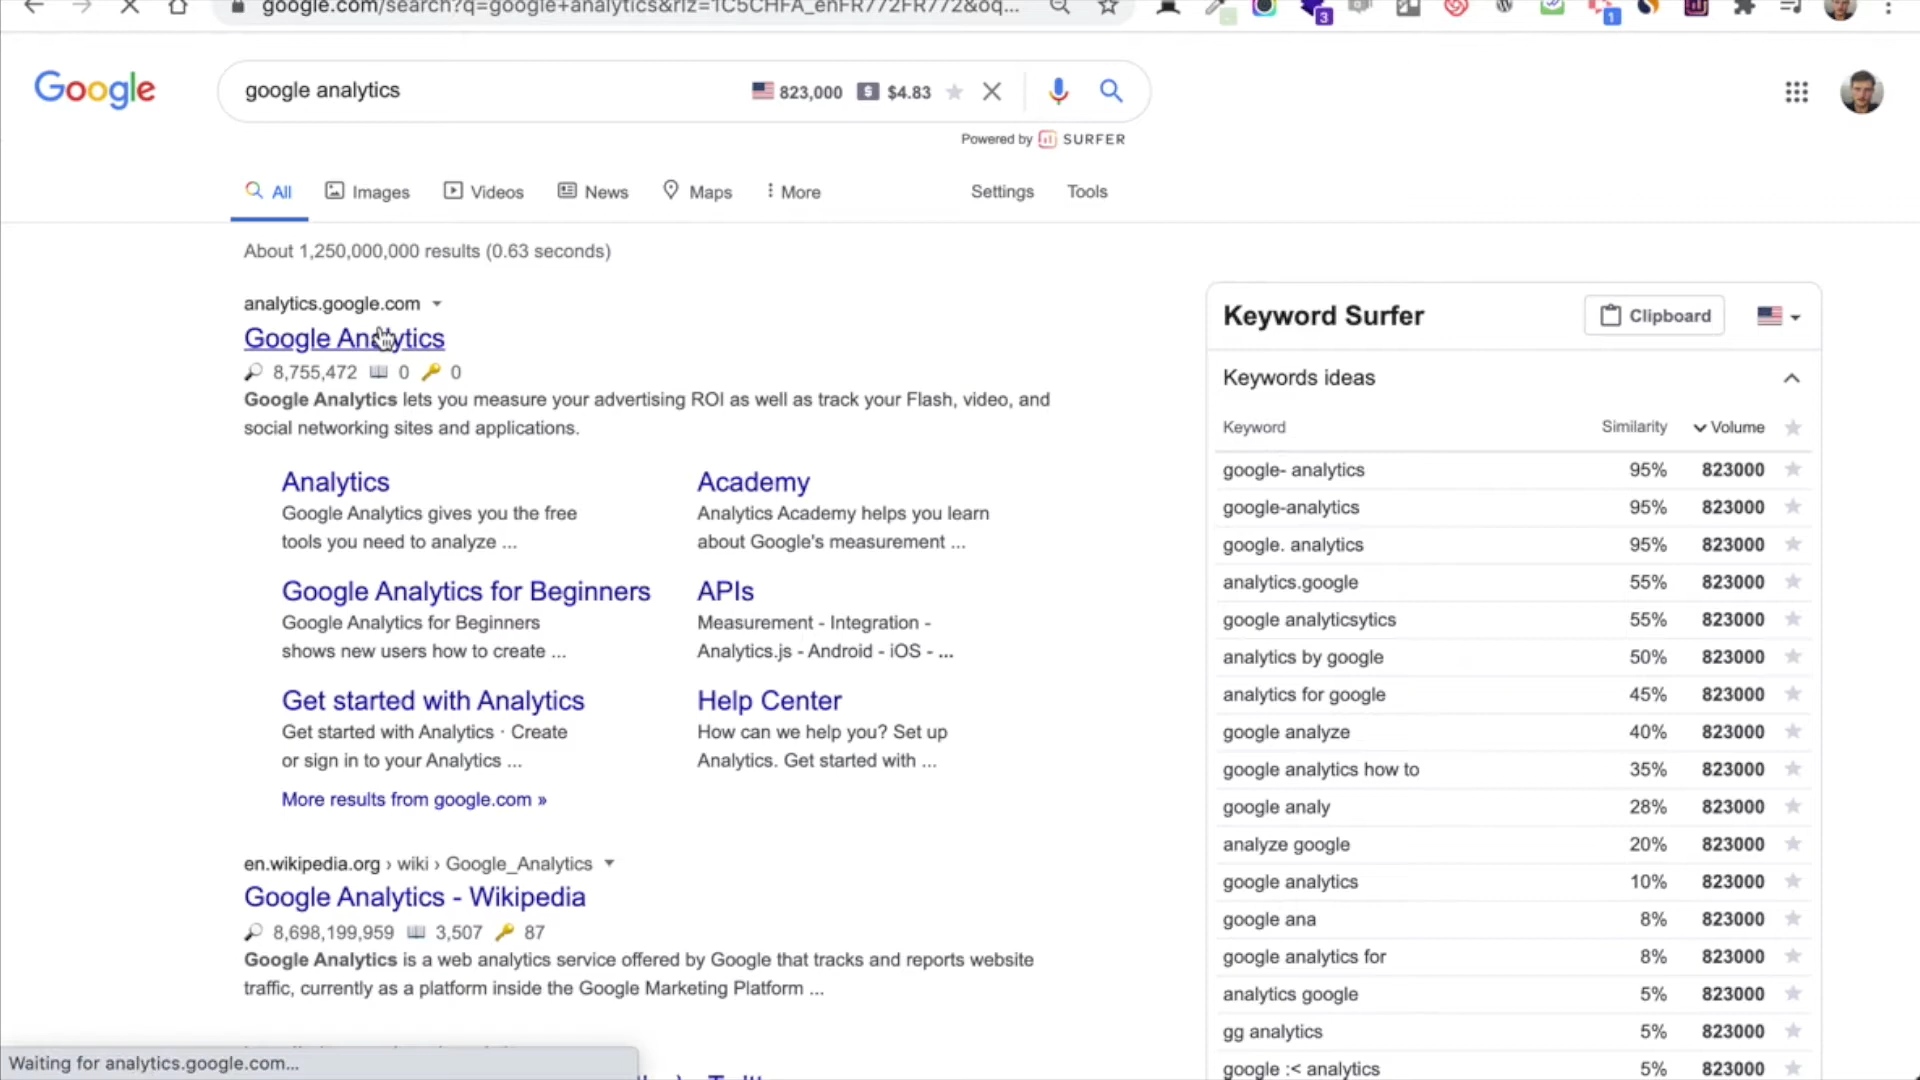 google.com/search?q=google+analytics&rlz=1C5CHFA_enFR772FR772&oq...
3
1
Google
google analytics
823,000 $4.83
Powered by SURFER
All Images Videos News Maps More Settings Tools
About 1,250,000,000 results (0.63 seconds)
analytics.google.com
Google Analytics
8,755,472 0 0
Google Analytics lets you measure your advertising ROI as well as track your Flash, video, and
social networking sites and applications.
Analytics
Google Analytics gives you the free
tools you need to analyze ...
Academy
Analytics Academy helps you learn
about Google's measurement ...
Google Analytics for Beginners
Google Analytics for Beginners
shows new users how to create ...
APIs
Measurement - Integration -
Analytics.js - Android - iOS - ...
Get started with Analytics
Get started with Analytics · Create
or sign in to your Analytics ...
Help Center
How can we help you? Set up
Analytics. Get started with ...
More results from google.com »
en.wikipedia.org › wiki › Google_Analytics
Google Analytics - Wikipedia
8,698,199,959 3,507 87
Google Analytics is a web analytics service offered by Google that tracks and reports website
traffic, currently as a platform inside the Google Marketing Platform ...
Waiting for analytics.google.com...
Keyword Surfer Clipboard
Keywords ideas
Keyword Similarity Volume
google- analytics 95% 823000
google-analytics 95% 823000
google. analytics 95% 823000
analytics.google 55% 823000
google analyticsytics 55% 823000
analytics by google 50% 823000
analytics for google 45% 823000
google analyze 40% 823000
google analytics how to 35% 823000
google analy 28% 823000
analyze google 20% 823000
google analytics 10% 823000
google ana 8% 823000
google analytics for 8% 823000
analytics google 5% 823000
gg analytics 5% 823000
google :< analytics 5% 823000